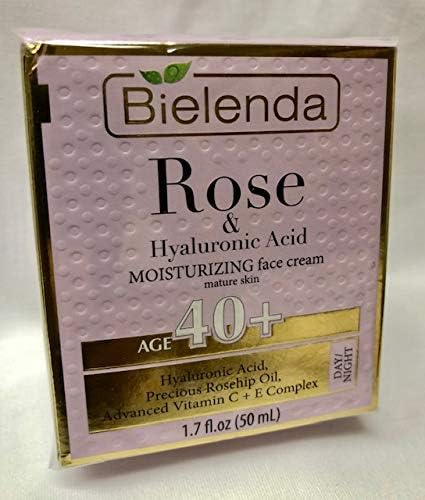 Bielenda
Rose
&
Hyaluronic Acid
MOISTURIZING face cream
mature skin
AGE 40+
Hyaluronic Acid,
Precious Rosehip Oil,
Advanced Vitamin C + E Complex
DAY/
NIGHT
1.7 fl.oz (50 mL)